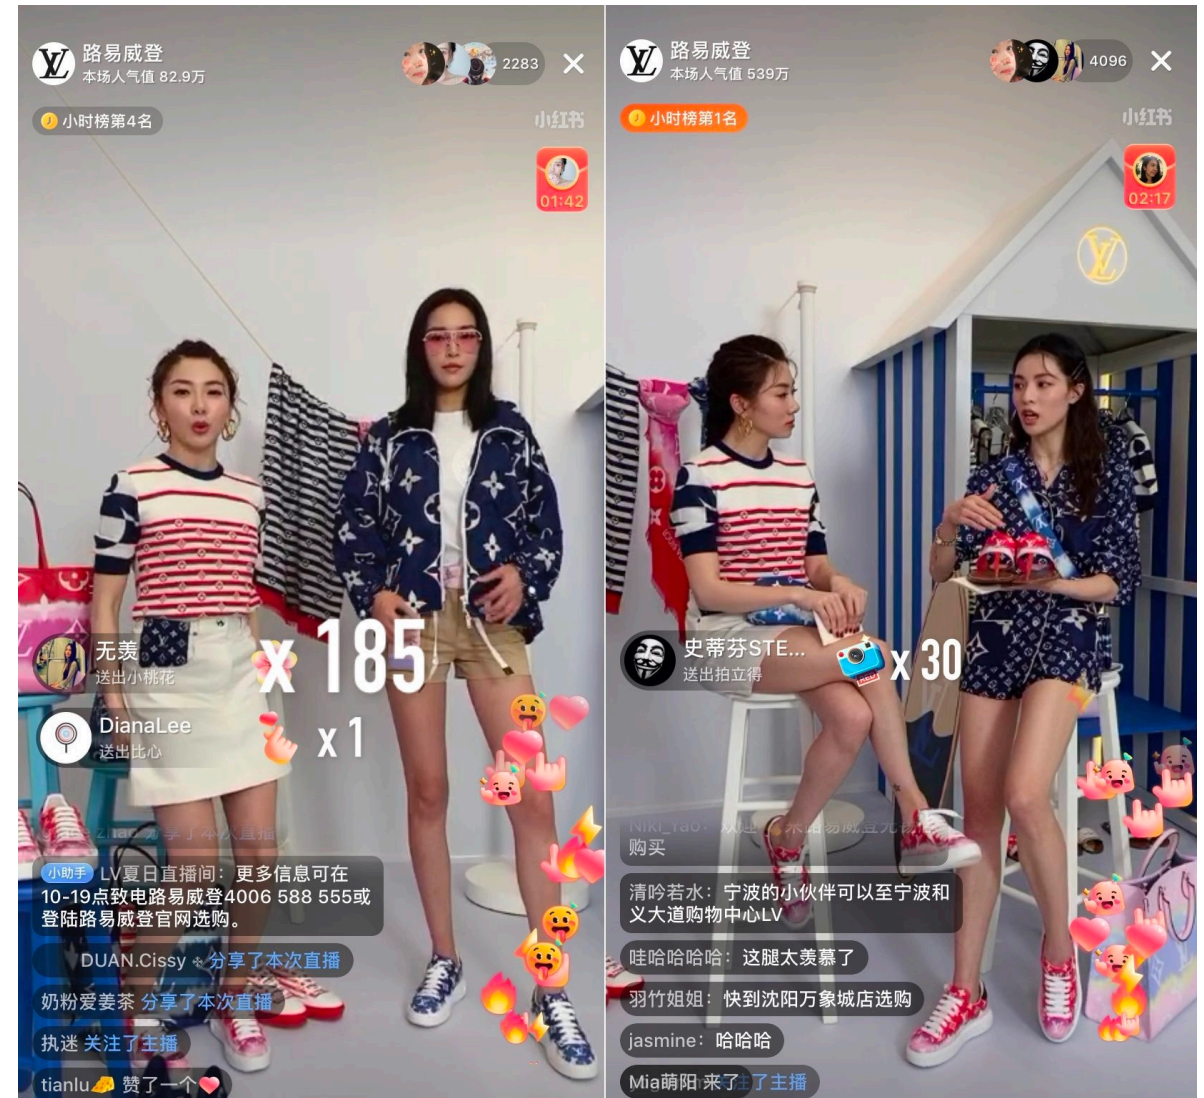 路易威登
本场人气值 82.9万
2283
小时榜第4名
小红书
01:42
无羡
送出小桃花
x 185
DianaLee
送出比心
x 1
分享了本次直播
小助手 LV夏日直播间：更多信息可在
10-19点致电路易威登4006 588 555或
登陆路易威登官网选购。
DUAN.Cissy 分享了本次直播
奶粉爱姜茶 分享了本次直播
执迷 关注了主播
tianlu🧀 赞了一个
路易威登
本场人气值 539万
4096
小时榜第1名
小红书
02:17
史蒂芬STE...
送出拍立得
x 30
Niki_Yao：
购买
清吟若水：宁波的小伙伴可以至宁波和
义大道购物中心LV
哇哈哈哈哈：这腿太羡慕了
羽竹姐姐：快到沈阳万象城店选购
jasmine：哈哈哈
Mia萌阳 来了